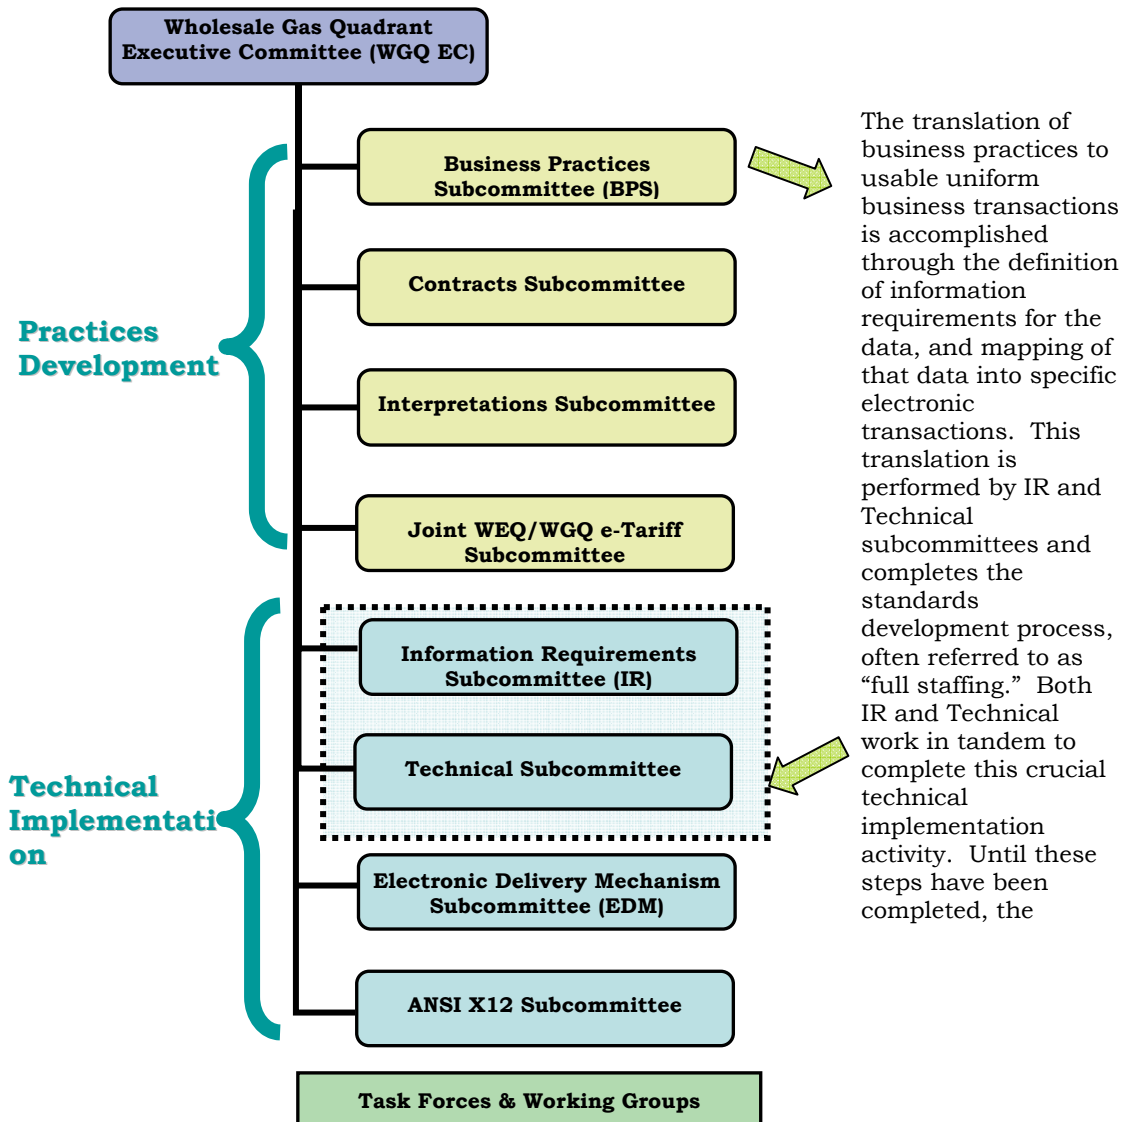 Wholesale Gas Quadrant
Executive Committee (WGQ EC)
Business Practices
Subcommittee (BPS)
Contracts Subcommittee
Practices
Development
Interpretations Subcommittee
Joint WEQ/WGQ e-Tariff
Subcommittee
Information Requirements
Subcommittee (IR)
Technical Subcommittee
Technical
Implementati
on
Electronic Delivery Mechanism
Subcommittee (EDM)
ANSI X12 Subcommittee
Task Forces & Working Groups
The translation of
business practices to
usable uniform
business transactions
is accomplished
through the definition
of information
requirements for the
data, and mapping of
that data into specific
electronic
transactions.  This
translation is
performed by IR and
Technical
subcommittees and
completes the
standards
development process,
often referred to as
“full staffing.”  Both
IR and Technical
work in tandem to
complete this crucial
technical
implementation
activity.  Until these
steps have been
completed, the